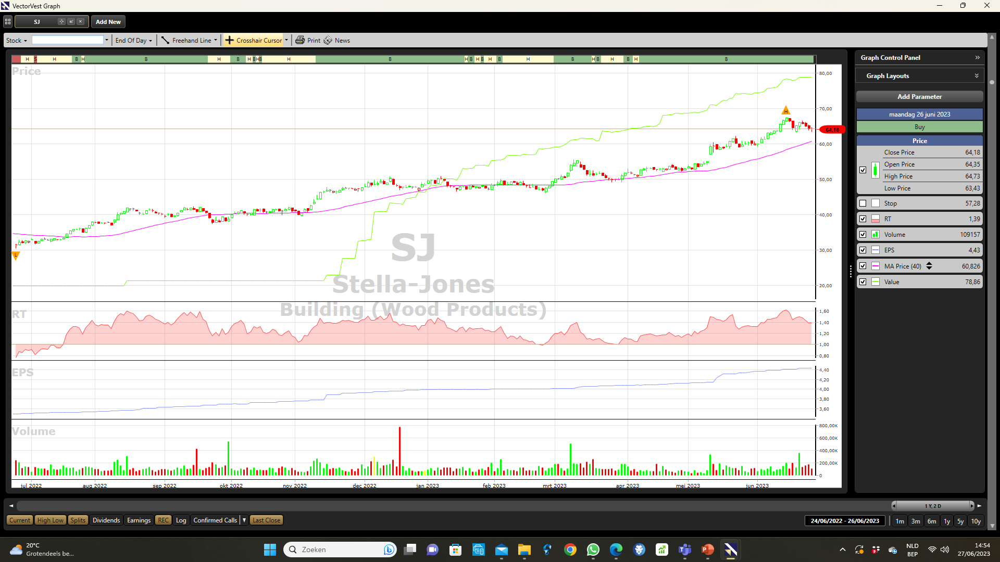 VectorVest Graph
SJ Add New
Stock End Of Day Freehand Line Crosshair Cursor Print News
H S H B H B H B H B H B H B H B H B H B H B H B H B H B
Price
80,00
70,00
H
64,18
60,00
50,00
40,00
30,00
L
20,00
SJ
Stella-Jones
Building (Wood Products)
RT
1,60
1,40
1,20
1,00
0,80
EPS
4,40
4,20
4,00
3,80
3,60
Volume
800,00K
600,00K
400,00K
200,00K
0
jul 2022 aug 2022 sep 2022 okt 2022 nov 2022 dec 2022 jan 2023 feb 2023 mrt 2023 apr 2023 mei 2023 jun 2023
Graph Control Panel
Graph Layouts
Add Parameter
maandag 26 juni 2023
Buy
Price
Close Price 64,18
Open Price 64,35
High Price 64,73
Low Price 63,43
Stop 57,28
RT 1,39
Volume 109157
EPS 4,43
MA Price (40) 60,826
Value 78,86
1 Y, 2 D
Current High Low Splits Dividends Earnings REC Log Confirmed Calls Last Close
24/06/2022 - 26/06/2023 1m 3m 6m 1y 5y 10y
20°C
Grotendeels be...
Zoeken
NLD
BEP
14:54
27/06/2023